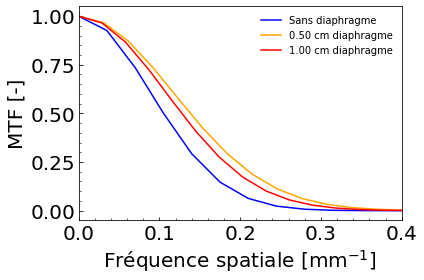 MTF [-]
1.00
0.75
0.50
0.25
0.00
Sans diaphragme
0.50 cm diaphragme
1.00 cm diaphragme
0.0 0.1 0.2 0.3 0.4
Fréquence spatiale [mm⁻¹]